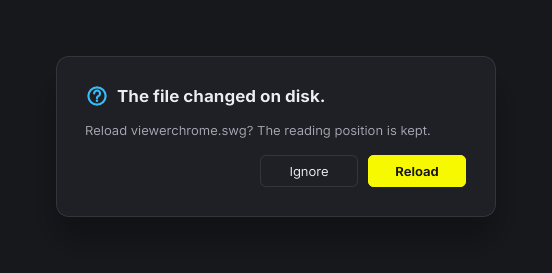 The file changed on disk.
Reload viewerchrome.swg? The reading position is kept.
Ignore
Reload